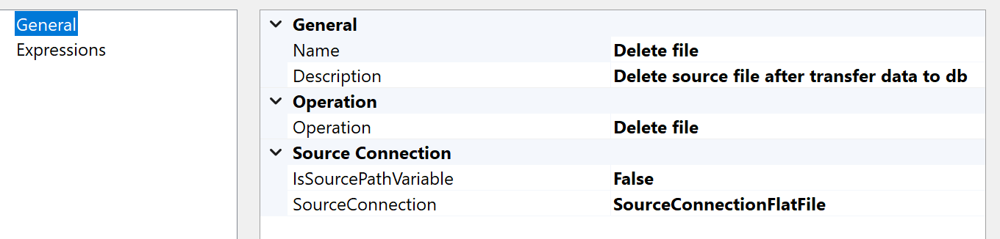 General
Expressions
General
Name Delete file
Description Delete source file after transfer data to db
Operation
Operation Delete file
Source Connection
IsSourcePathVariable False
SourceConnection SourceConnectionFlatFile